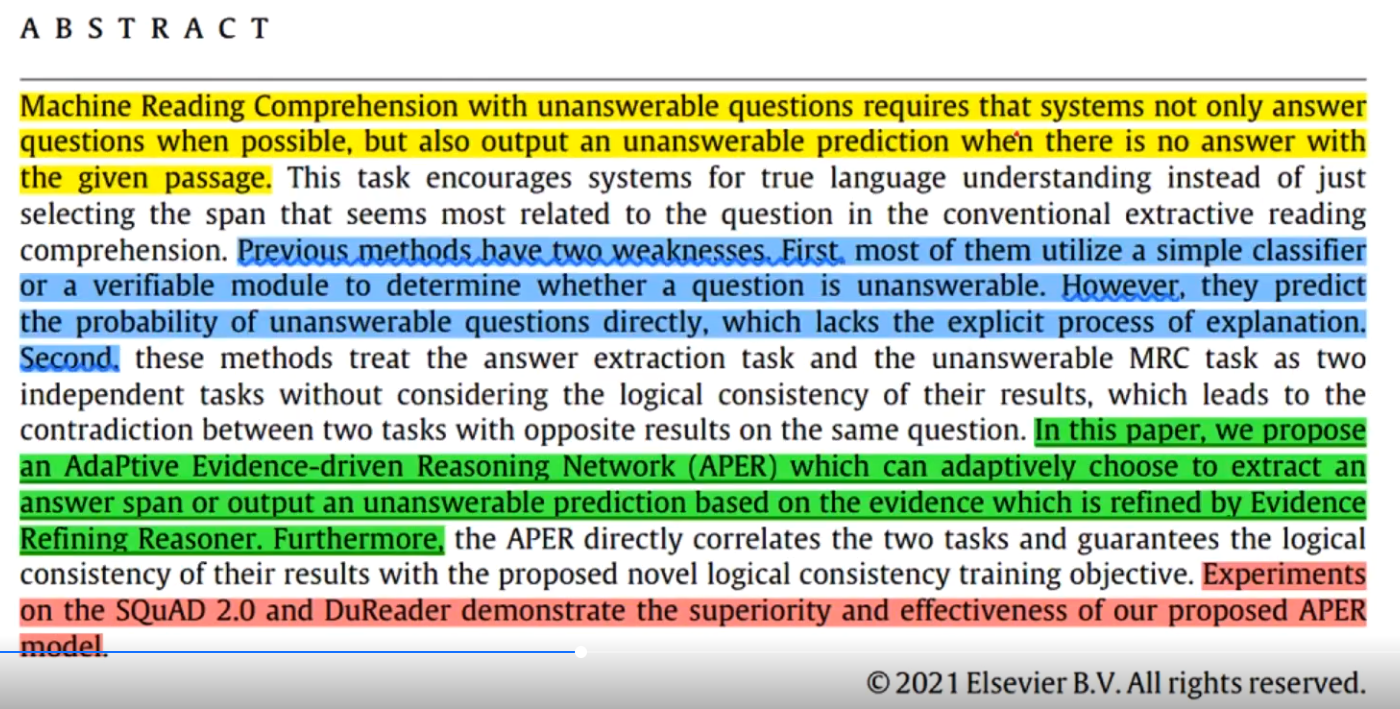 A B S T R A C T
Machine Reading Comprehension with unanswerable questions requires that systems not only answer
questions when possible, but also output an unanswerable prediction when there is no answer with
the given passage. This task encourages systems for true language understanding instead of just
selecting the span that seems most related to the question in the conventional extractive reading
comprehension. Previous methods have two weaknesses. First, most of them utilize a simple classifier
or a verifiable module to determine whether a question is unanswerable. However, they predict
the probability of unanswerable questions directly, which lacks the explicit process of explanation.
Second, these methods treat the answer extraction task and the unanswerable MRC task as two
independent tasks without considering the logical consistency of their results, which leads to the
contradiction between two tasks with opposite results on the same question. In this paper, we propose
an AdaPtive Evidence-driven Reasoning Network (APER) which can adaptively choose to extract an
answer span or output an unanswerable prediction based on the evidence which is refined by Evidence
Refining Reasoner. Furthermore, the APER directly correlates the two tasks and guarantees the logical
consistency of their results with the proposed novel logical consistency training objective. Experiments
on the SQuAD 2.0 and DuReader demonstrate the superiority and effectiveness of our proposed APER
model.
© 2021 Elsevier B.V. All rights reserved.